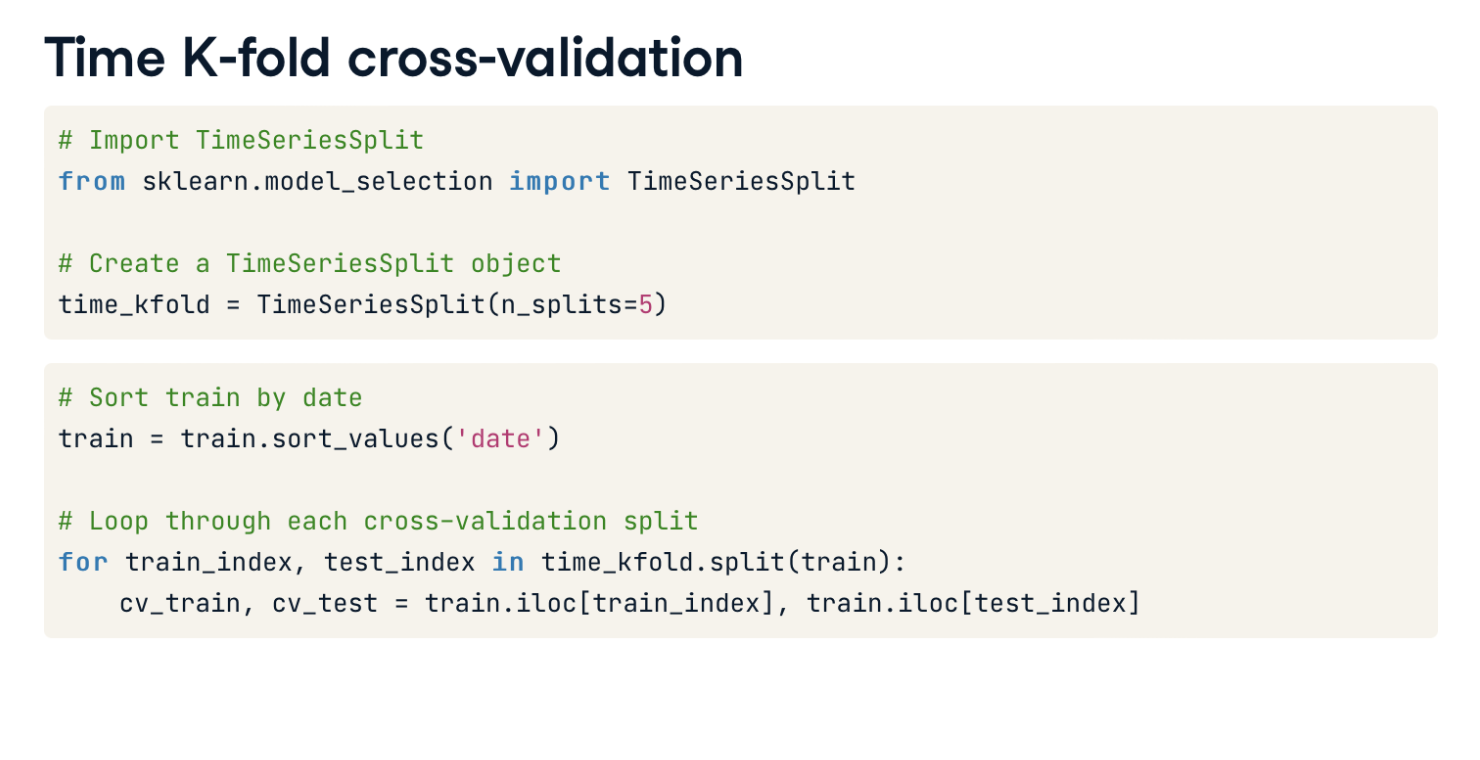 Time K-fold cross-validation
# Import TimeSeriesSplit
from sklearn.model_selection import TimeSeriesSplit
# Create a TimeSeriesSplit object
time_kfold = TimeSeriesSplit(n_splits=5)
# Sort train by date
train = train.sort_values('date')
# Loop through each cross-validation split
for train_index, test_index in time_kfold.split(train):
    cv_train, cv_test = train.iloc[train_index], train.iloc[test_index]